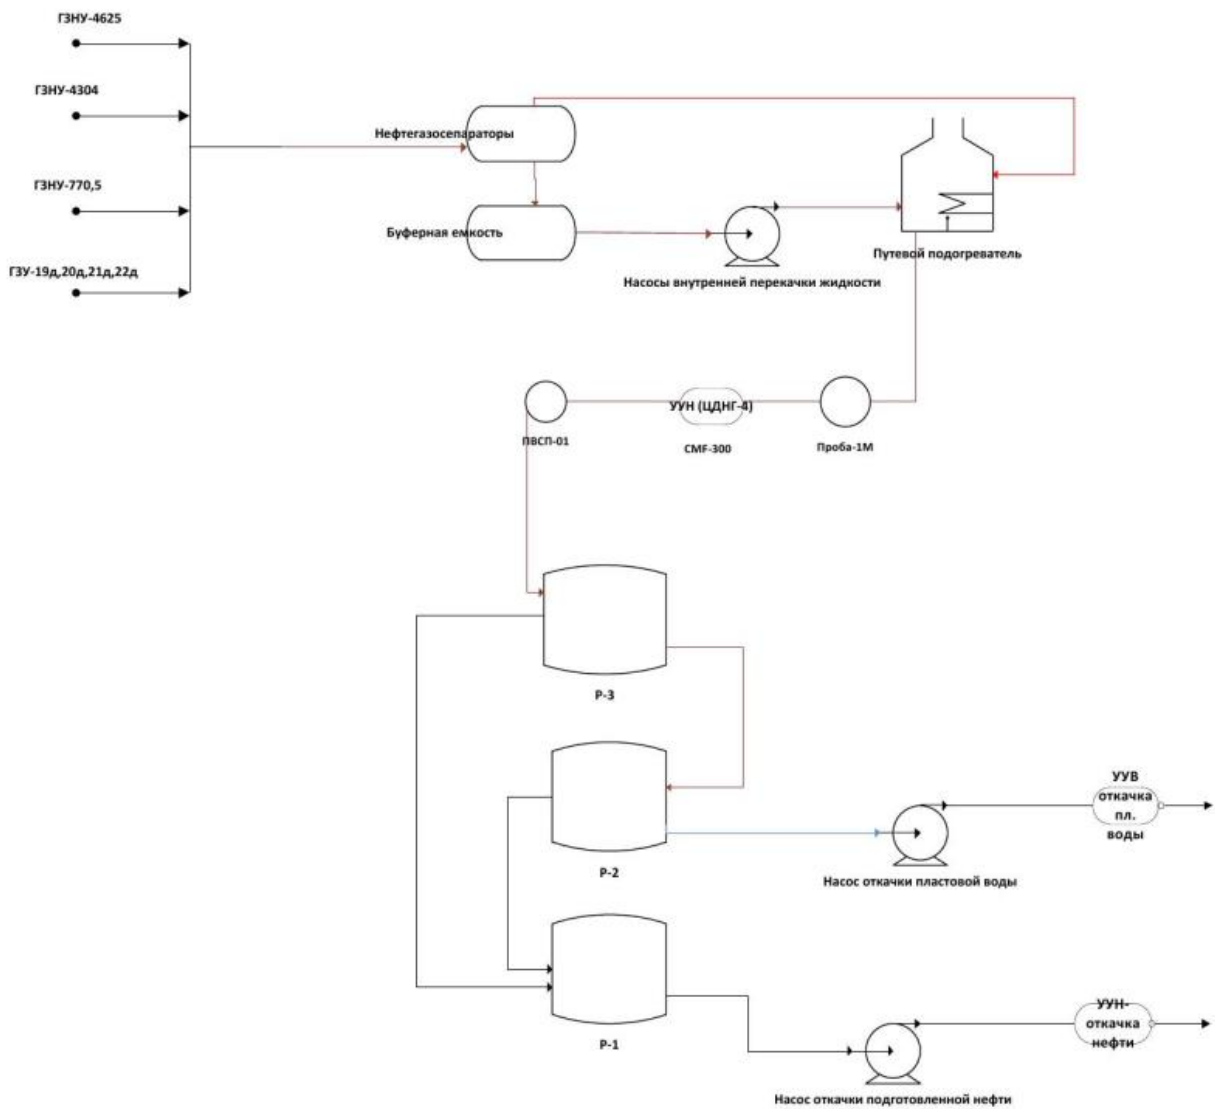 ГЗНУ-4625
ГЗНУ-4304
Нефтегазосепараторы
ГЗНУ-770,5
Буферная емкость
Путевой подогреватель
ГЗУ-19д,20д,21д,22д
Насосы внутренней перекачки жидкости
УУН (ЦДНГ-4)
ПВСП-01
CMF-300
Проба-1М
Р-3
УУВ
откачка
пл.
воды
Р-2
Насос откачки пластовой воды
УУН-
откачка
нефти
Р-1
Насос откачки подготовленной нефти